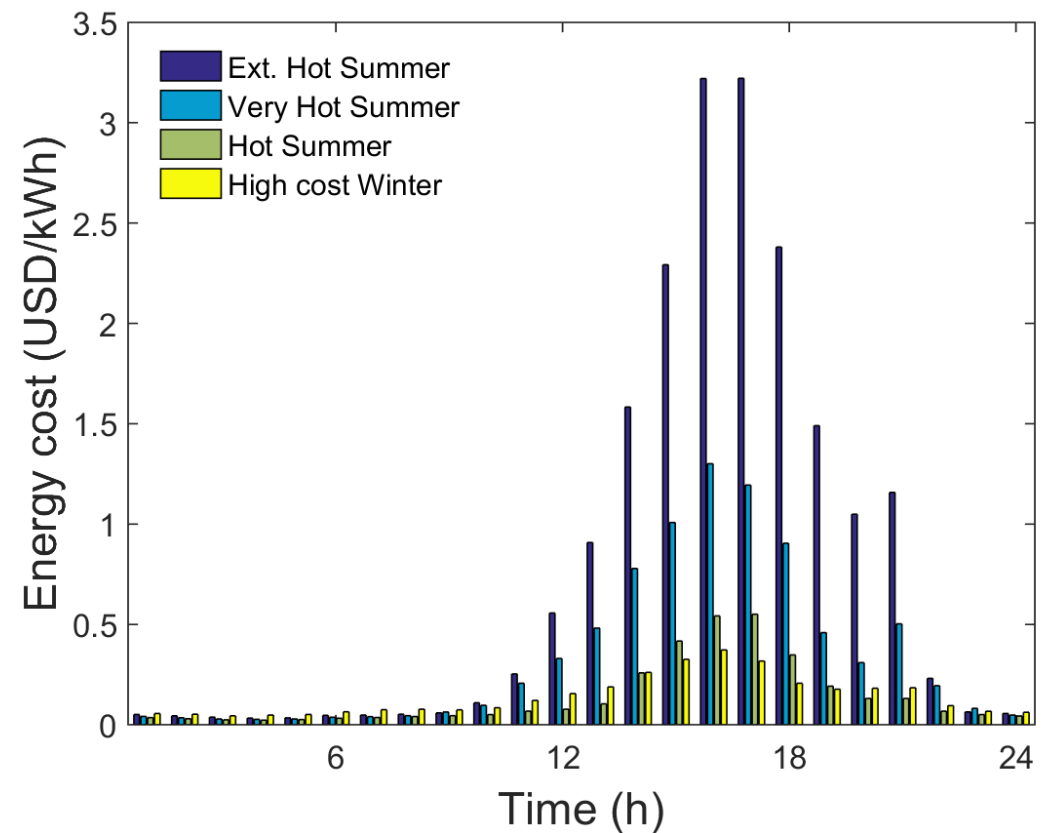 3.5
3
2.5
2
1.5
1
0.5
0
Energy cost (USD/kWh)
Ext. Hot Summer
Very Hot Summer
Hot Summer
High cost Winter
6 12 18 24
Time (h)